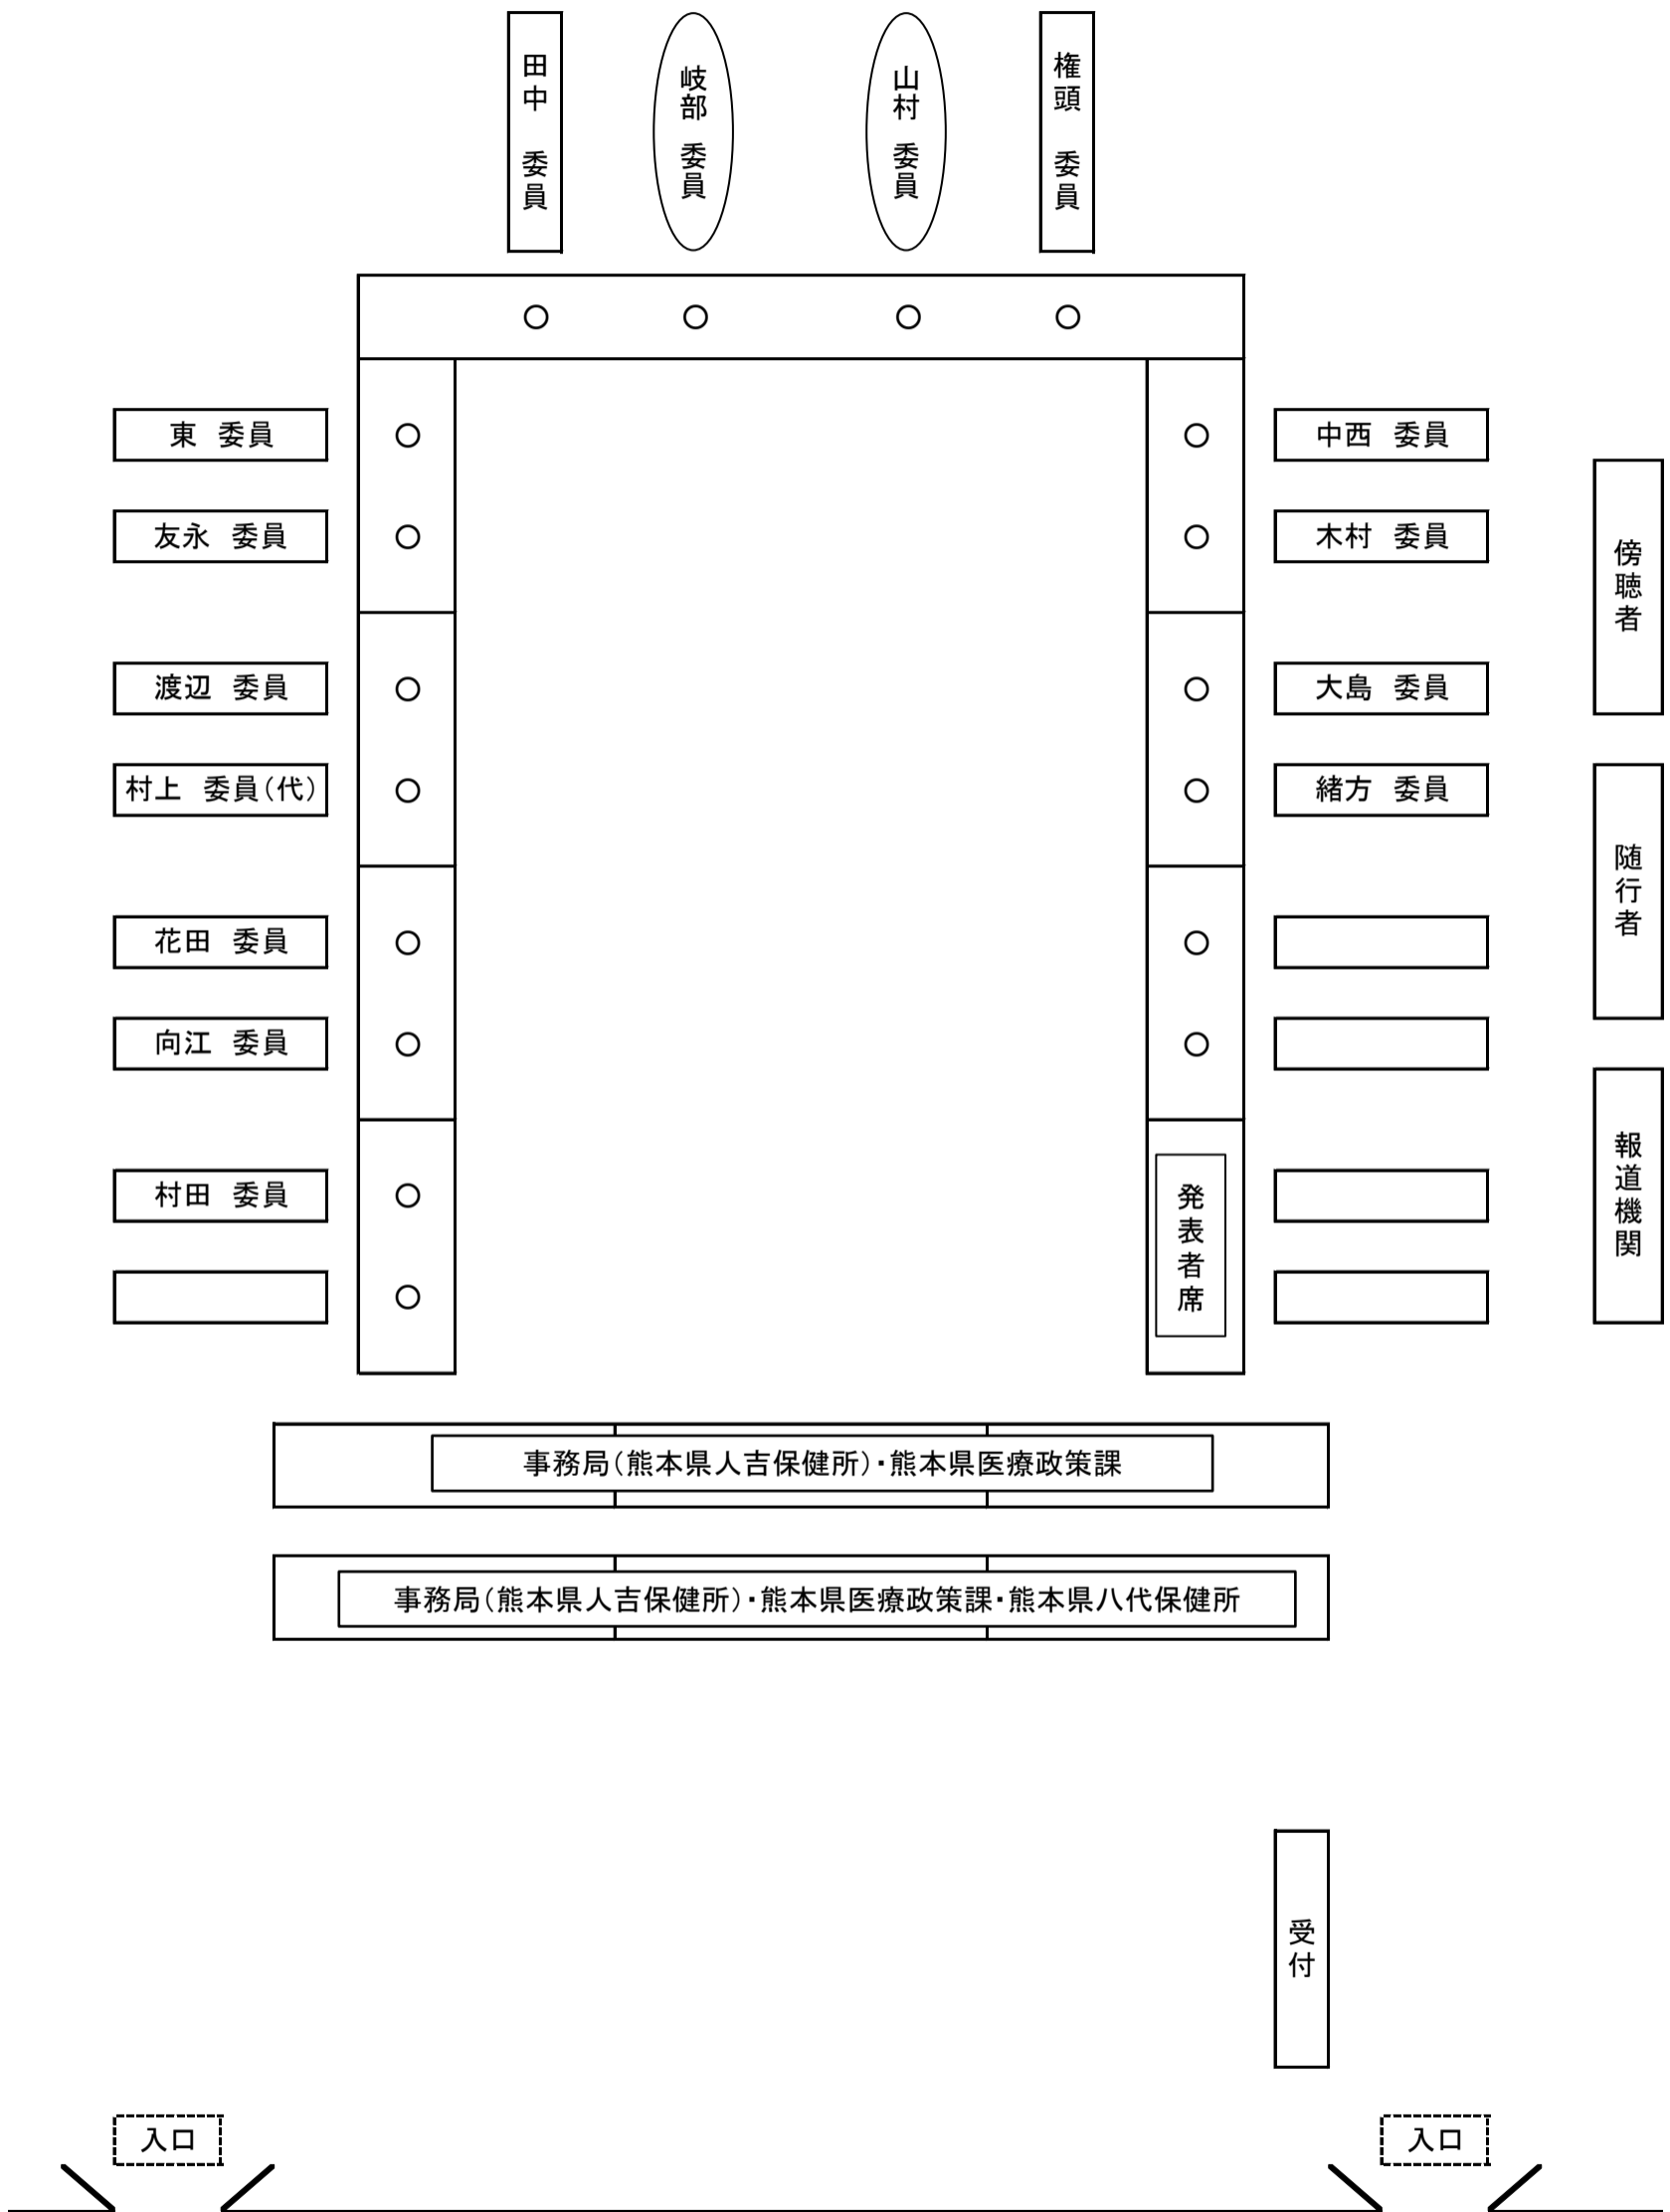 田中　委員
岐部　委員
山村　委員
権頭　委員
東　委員
友永　委員
渡辺　委員
村上　委員（代）
花田　委員
向江　委員
村田　委員
中西　委員
木村　委員
大島　委員
緒方　委員
発表者席
傍聴者
随行者
報道機関
事務局（熊本県人吉保健所）・熊本県医療政策課
事務局（熊本県人吉保健所）・熊本県医療政策課・熊本県八代保健所
受付
入口
入口